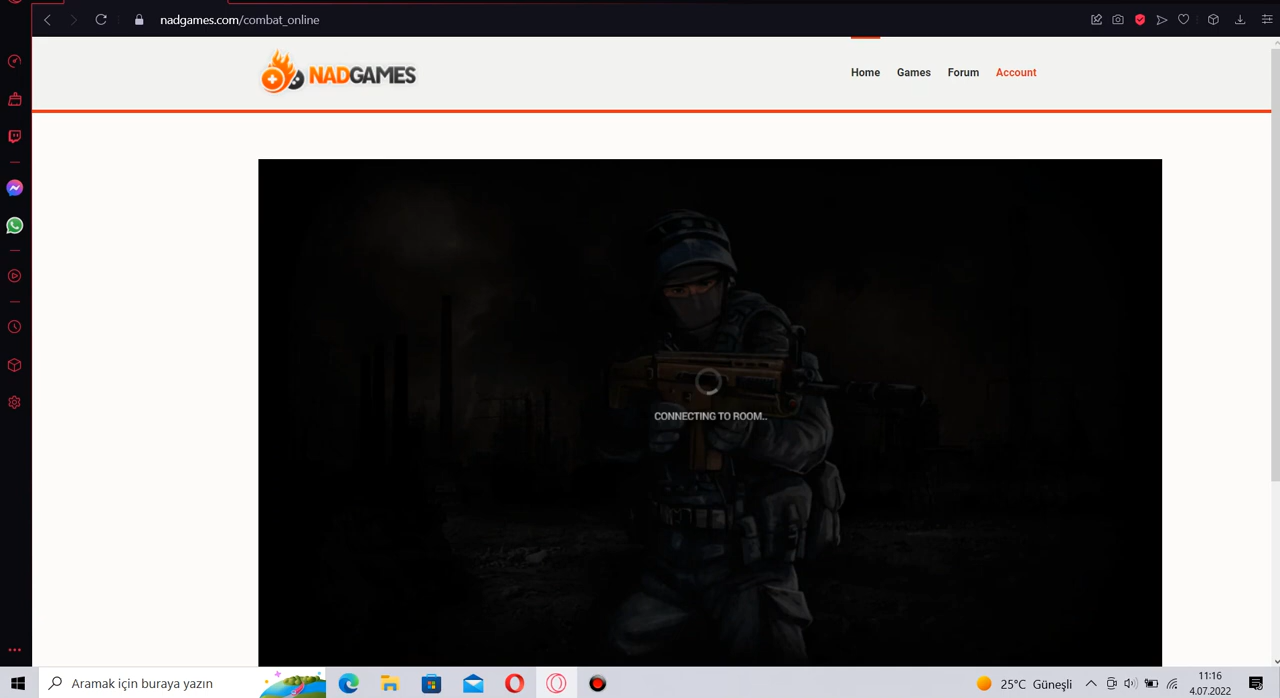 nadgames.com/combat_online
NADGAMES
Home Games Forum Account
CONNECTING TO ROOM..
Aramak için buraya yazın
25°C Güneşli
11:16
4.07.2022